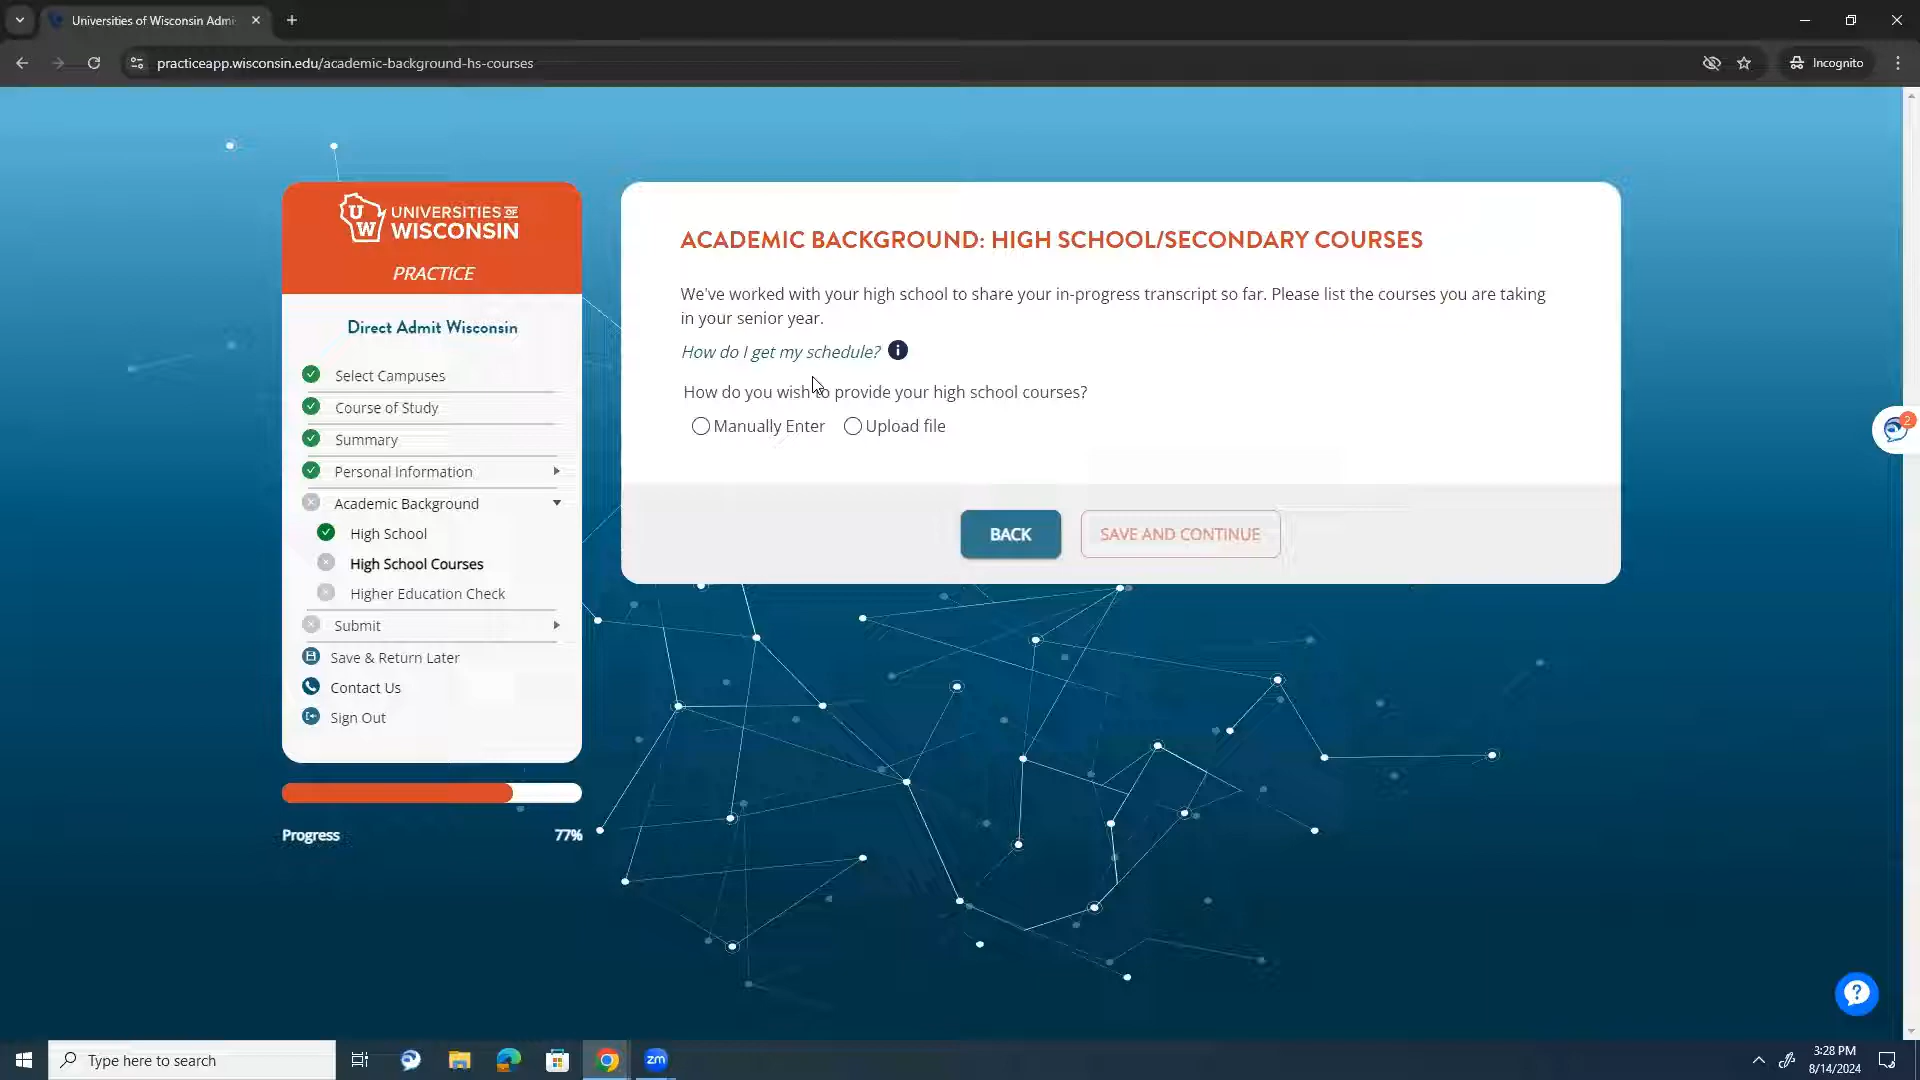 Universities of Wisconsin Admi
practiceapp.wisconsin.edu/academic-background-hs-courses
Incognito
U
W
UNIVERSITIES OF
WISCONSIN
PRACTICE
Direct Admit Wisconsin
Select Campuses
Course of Study
Summary
Personal Information
Academic Background
High School
High School Courses
Higher Education Check
Submit
Save & Return Later
Contact Us
Sign Out
Progress 77%
ACADEMIC BACKGROUND: HIGH SCHOOL/SECONDARY COURSES
We've worked with your high school to share your in-progress transcript so far. Please list the courses you are taking
in your senior year.
How do I get my schedule? i
How do you wish to provide your high school courses?
Manually Enter Upload file
BACK SAVE AND CONTINUE
2
?
Type here to search
zm
3:28 PM
8/14/2024